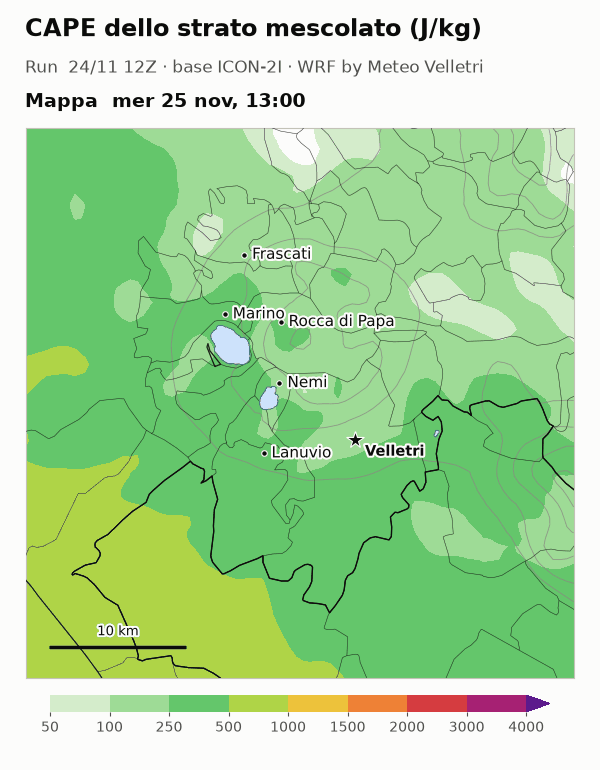 CAPE dello strato mescolato (J/kg)
Run  24/11 12Z · base ICON-2I · WRF by Meteo Velletri
Mappa  mer 25 nov, 13:00
Frascati
Marino
Rocca di Papa
Nemi
Velletri
Lanuvio
10 km
50 100 250 500 1000 1500 2000 3000 4000